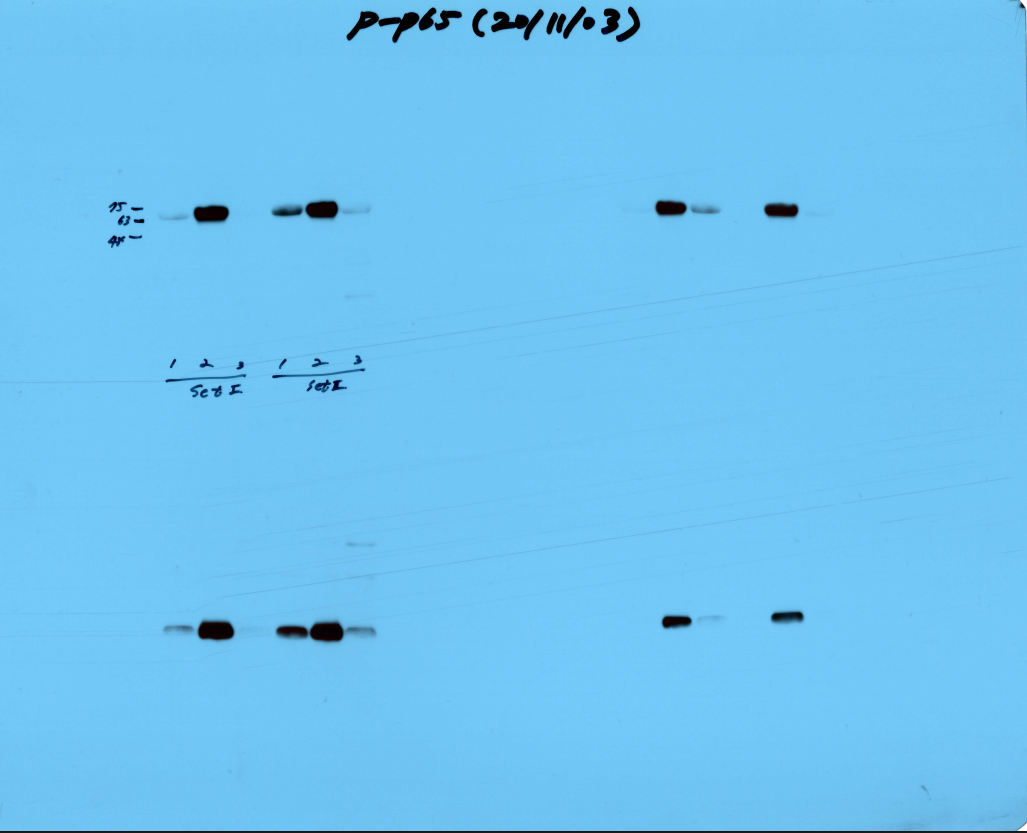 p-p65 (20/11/03)
75 -
63 -
48 -
1 2 3 1 2 3
Set I Set II